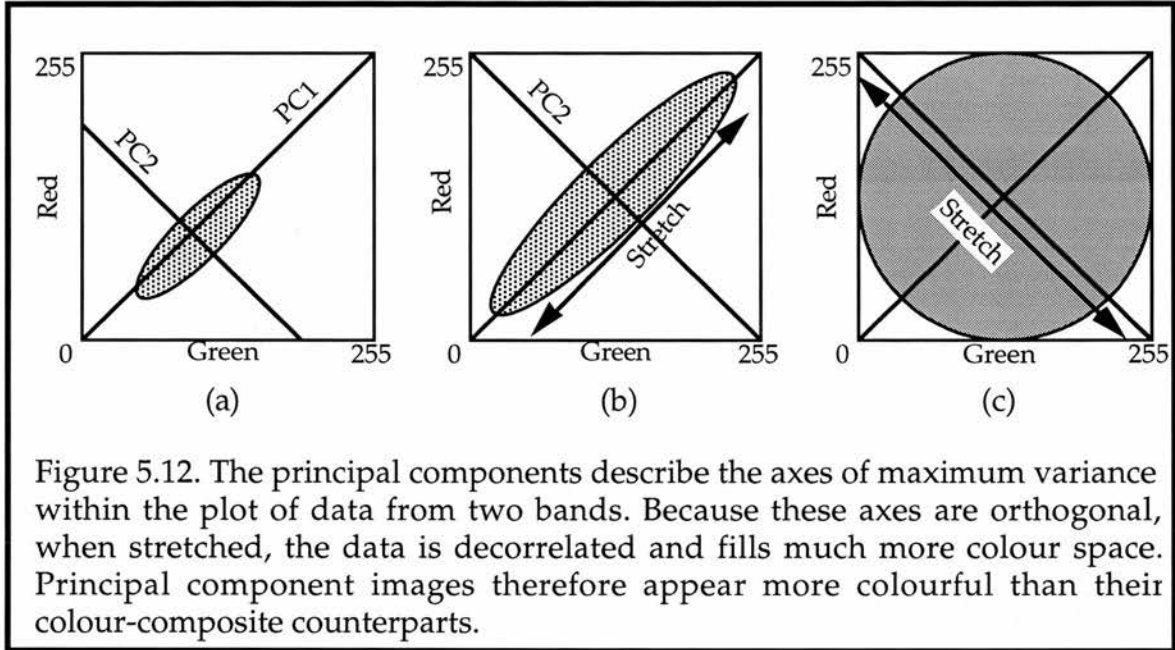 255
Red
PC2
PC1
0
Green
255
(a)
255
Red
PC2
Stretch
0
Green
255
(b)
255
Red
Stretch
0
Green
255
(c)
Figure 5.12. The principal components describe the axes of maximum variance
within the plot of data from two bands. Because these axes are orthogonal,
when stretched, the data is decorrelated and fills much more colour space.
Principal component images therefore appear more colourful than their
colour-composite counterparts.